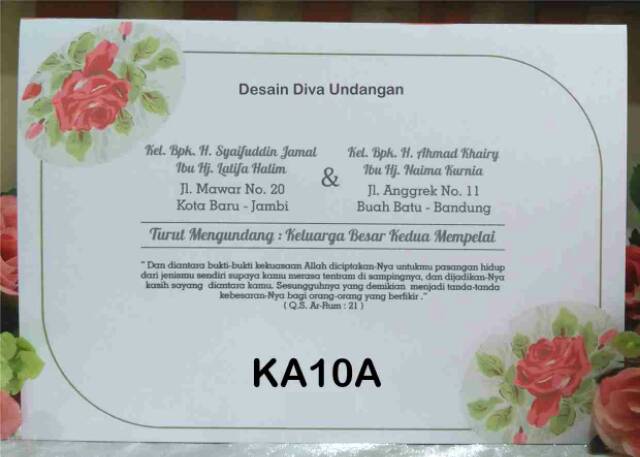 Desain Diva Undangan
Kel. Bpk. H. Syaifuddin Jamal
Ibu Hj. Latifa Halim
Jl. Mawar No. 20
Kota Baru - Jambi
&
Kel. Bpk. H. Ahmad Khairy
Ibu Hj. Naima Kurnia
Jl. Anggrek No. 11
Buah Batu - Bandung
Turut Mengundang : Keluarga Besar Kedua Mempelai
" Dan diantara bukti-bukti kekuasaan Allah diciptakan-Nya untukmu pasangan hidup
dari jenismu sendiri supaya kamu merasa tentram di sampingnya, dan dijadikan-Nya
kasih sayang diantara kamu. Sesungguhnya yang demikian menjadi tanda-tanda
kebesaran-Nya bagi orang-orang yang berfikir ."
( Q.S. Ar-Rum : 21 )
KA10A